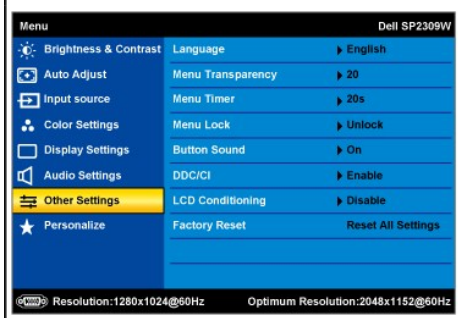 Menu Dell SP2309W
Brightness & Contrast Language English
Auto Adjust Menu Transparency 20
Input source Menu Timer 20s
Color Settings Menu Lock Unlock
Display Settings Button Sound On
Audio Settings DDC/CI Enable
Other Settings LCD Conditioning Disable
Personalize Factory Reset Reset All Settings
Resolution:1280x1024@60Hz Optimum Resolution:2048x1152@60Hz